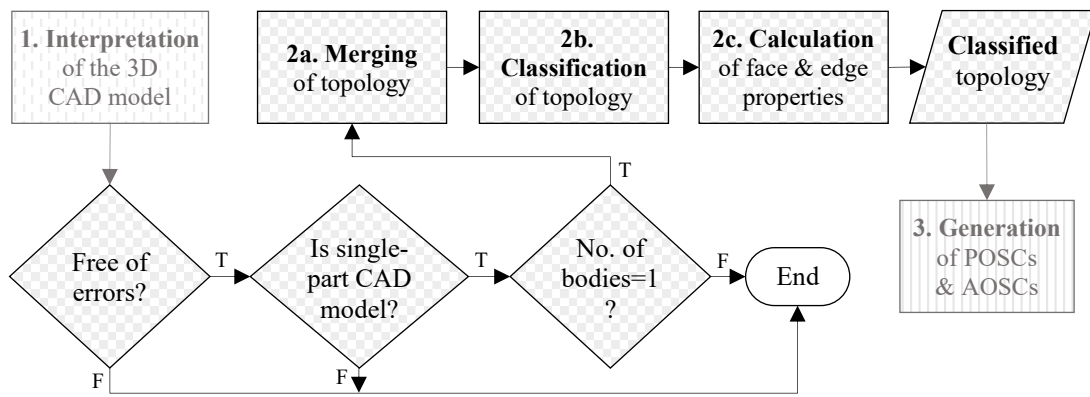 1. Interpretation
of the 3D
CAD model
2a. Merging
of topology
2b.
Classification
of topology
2c. Calculation
of face & edge
properties
Classified
topology
T
Free of
errors?
T
Is single-
part CAD
model?
T
No. of
bodies=1
?
F
End
3. Generation
of POSCs
& AOSCs
F
F